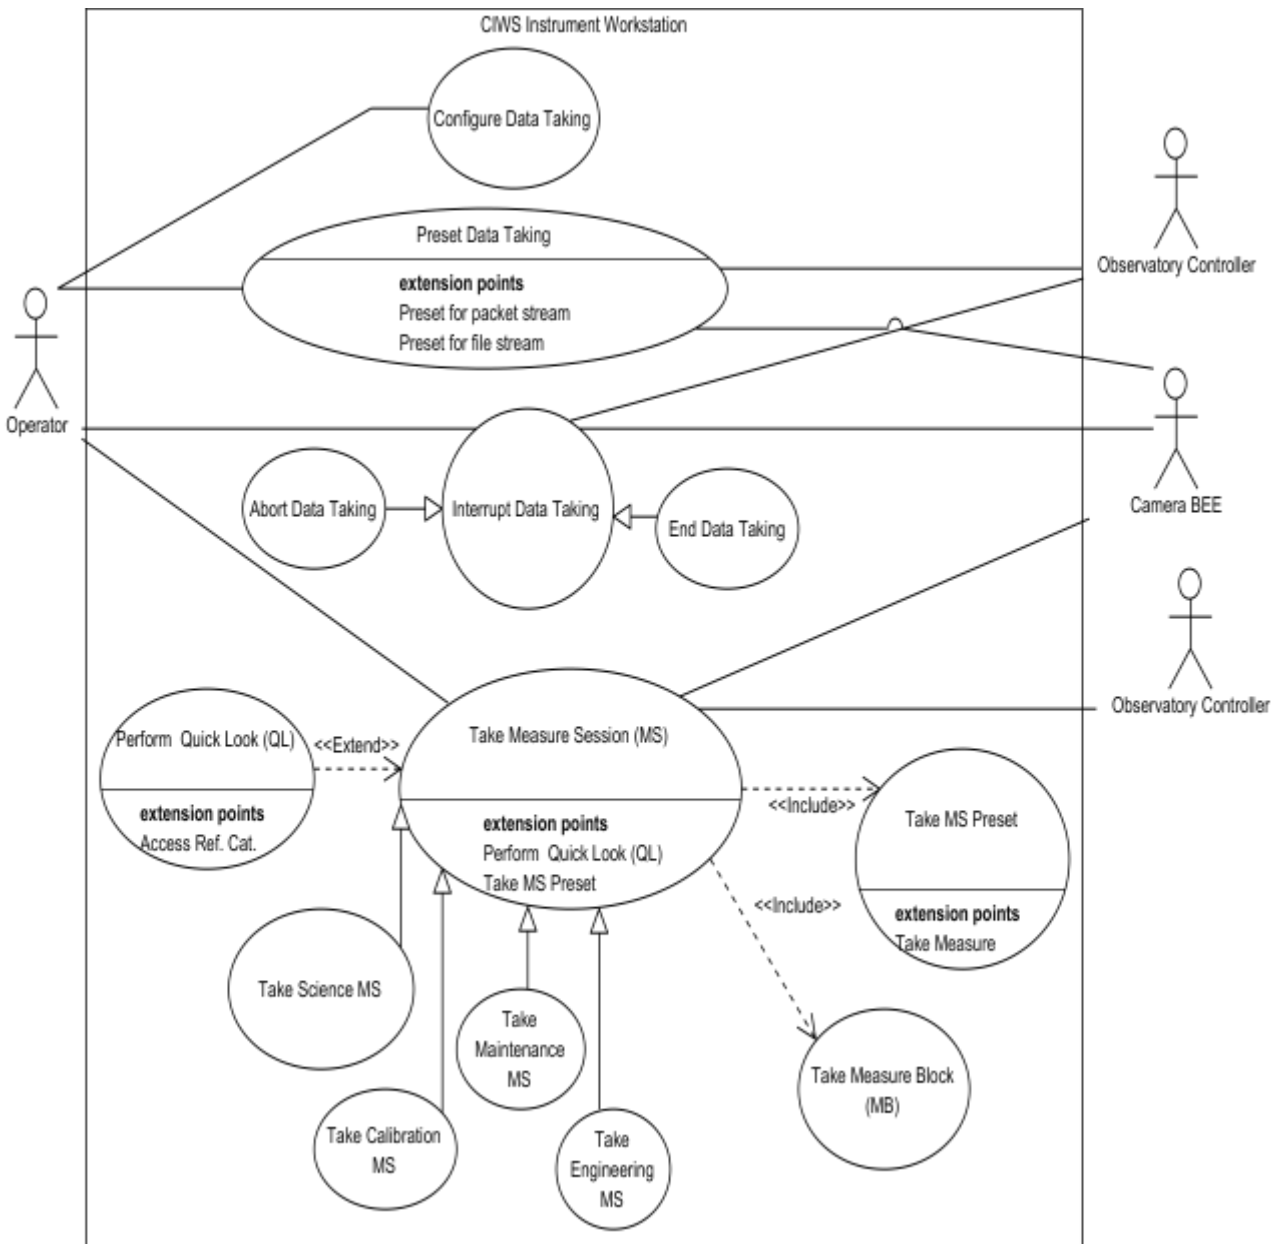 CIWS Instrument Workstation
Configure Data Taking
Preset Data Taking
extension points
Preset for packet stream
Preset for file stream
Observatory Controller
Operator
Camera BEE
Abort Data Taking
Interrupt Data Taking
End Data Taking
Observatory Controller
Perform Quick Look (QL)
extension points
Access Ref. Cat.
<<Extend>>
Take Measure Session (MS)
extension points
Perform Quick Look (QL)
Take MS Preset
<<Include>>
Take MS Preset
extension points
Take Measure
<<Include>>
Take Science MS
Take
Maintenance
MS
Take Measure Block
(MB)
Take Calibration
MS
Take
Engineering
MS